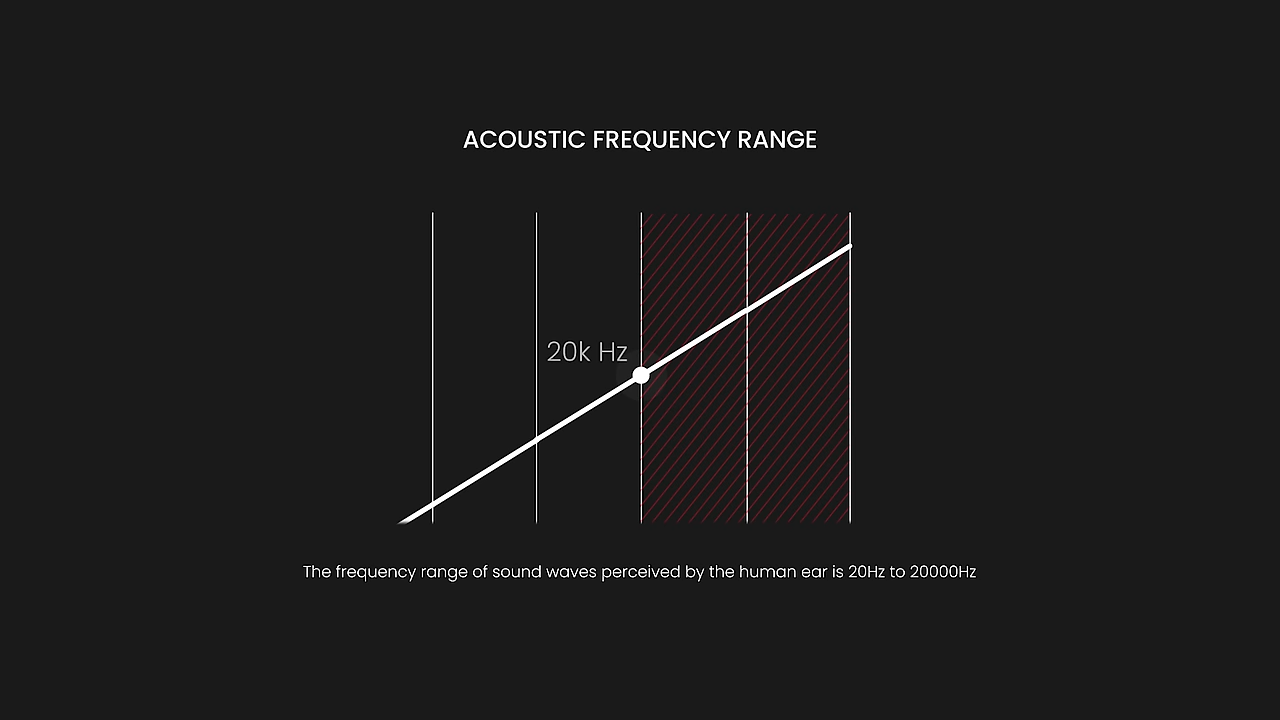 ACOUSTIC FREQUENCY RANGE
20k Hz
The frequency range of sound waves perceived by the human ear is 20Hz to 20000Hz